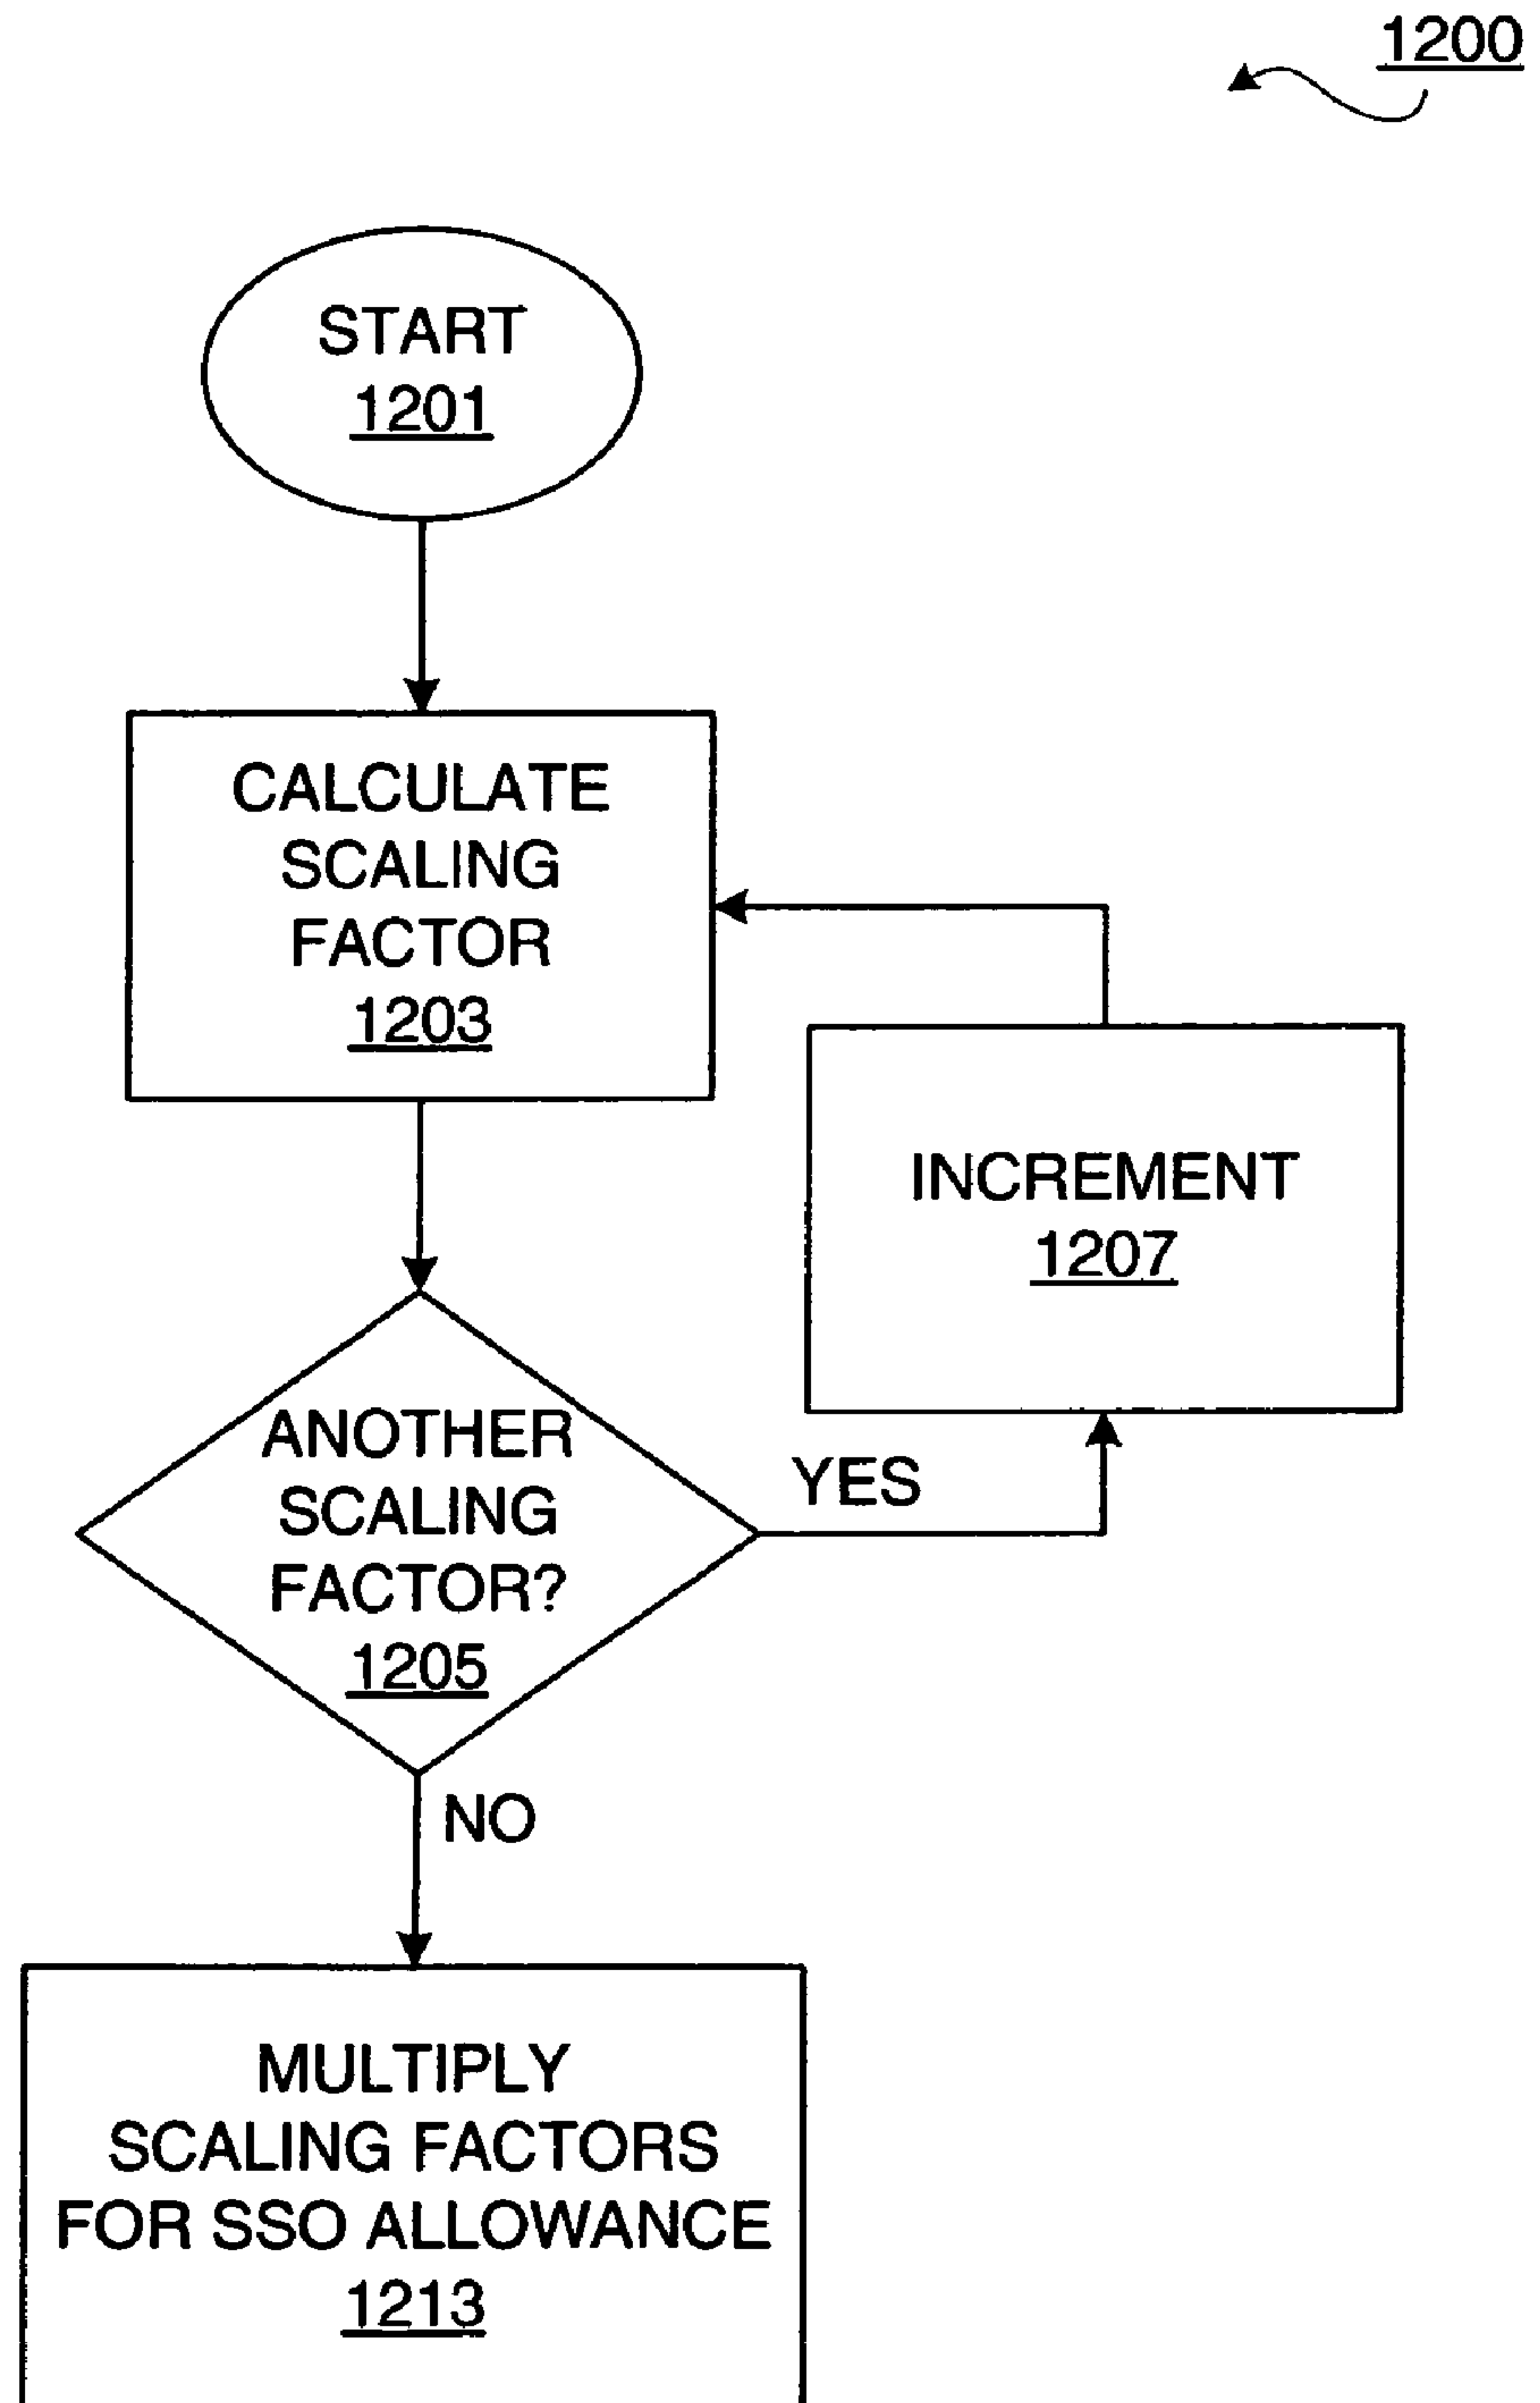 1200
START
1201
CALCULATE
SCALING
FACTOR
1203
INCREMENT
1207
ANOTHER
SCALING
FACTOR?
1205
YES
NO
MULTIPLY
SCALING FACTORS
FOR SSO ALLOWANCE
1213